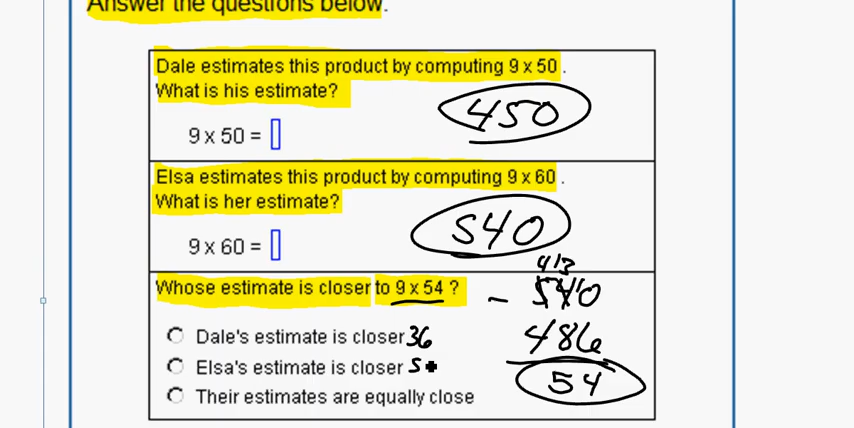 Answer the questions below.
Dale estimates this product by computing 9 x 50 .
What is his estimate?
450
9 x 50 =
Elsa estimates this product by computing 9 x 60 .
What is her estimate?
540
9 x 60 =
4 13
Whose estimate is closer to 9 x 54 ?
- 540
Dale's estimate is closer 36
486
Elsa's estimate is closer 5
54
Their estimates are equally close